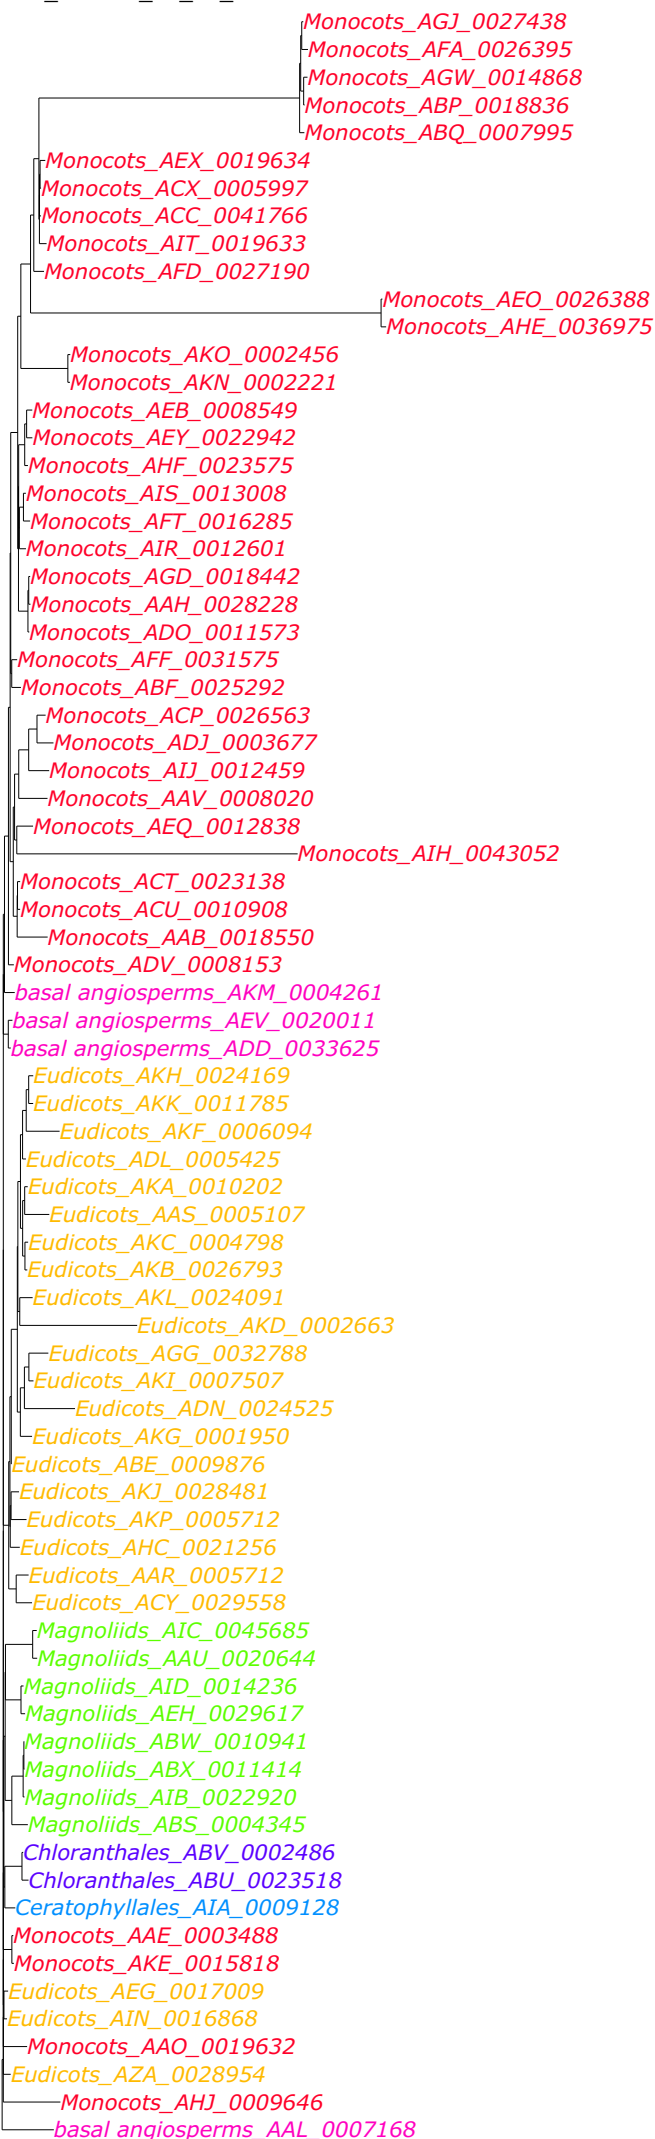 Monocots_AGJ_0027438
Monocots_AFA_0026395
Monocots_AGW_0014868
Monocots_ABP_0018836
Monocots_ABQ_0007995
Monocots_AEX_0019634
Monocots_ACX_0005997
Monocots_ACC_0041766
Monocots_AIT_0019633
Monocots_AFD_0027190
Monocots_AEO_0026388
Monocots_AHE_0036975
Monocots_AKO_0002456
Monocots_AKN_0002221
Monocots_AEB_0008549
Monocots_AEY_0022942
Monocots_AHF_0023575
Monocots_AIS_0013008
Monocots_AFT_0016285
Monocots_AIR_0012601
Monocots_AGD_0018442
Monocots_AAH_0028228
Monocots_ADO_0011573
Monocots_AFF_0031575
Monocots_ABF_0025292
Monocots_ACP_0026563
Monocots_ADJ_0003677
Monocots_AIJ_0012459
Monocots_AAV_0008020
Monocots_AEQ_0012838
Monocots_AIH_0043052
Monocots_ACT_0023138
Monocots_ACU_0010908
Monocots_AAB_0018550
Monocots_ADV_0008153
basal angiosperms_AKM_0004261
basal angiosperms_AEV_0020011
basal angiosperms_ADD_0033625
Eudicots_AKH_0024169
Eudicots_AKK_0011785
Eudicots_AKF_0006094
Eudicots_ADL_0005425
Eudicots_AKA_0010202
Eudicots_AAS_0005107
Eudicots_AKC_0004798
Eudicots_AKB_0026793
Eudicots_AKL_0024091
Eudicots_AKD_0002663
Eudicots_AGG_0032788
Eudicots_AKI_0007507
Eudicots_ADN_0024525
Eudicots_AKG_0001950
Eudicots_ABE_0009876
Eudicots_AKJ_0028481
Eudicots_AKP_0005712
Eudicots_AHC_0021256
Eudicots_AAR_0005712
Eudicots_ACY_0029558
Magnoliids_AIC_0045685
Magnoliids_AAU_0020644
Magnoliids_AID_0014236
Magnoliids_AEH_0029617
Magnoliids_ABW_0010941
Magnoliids_ABX_0011414
Magnoliids_AIB_0022920
Magnoliids_ABS_0004345
Chloranthales_ABV_0002486
Chloranthales_ABU_0023518
Ceratophyllales_AIA_0009128
Monocots_AAE_0003488
Monocots_AKE_0015818
Eudicots_AEG_0017009
Eudicots_AIN_0016868
Monocots_AAO_0019632
Eudicots_AZA_0028954
Monocots_AHJ_0009646
basal angiosperms_AAL_0007168